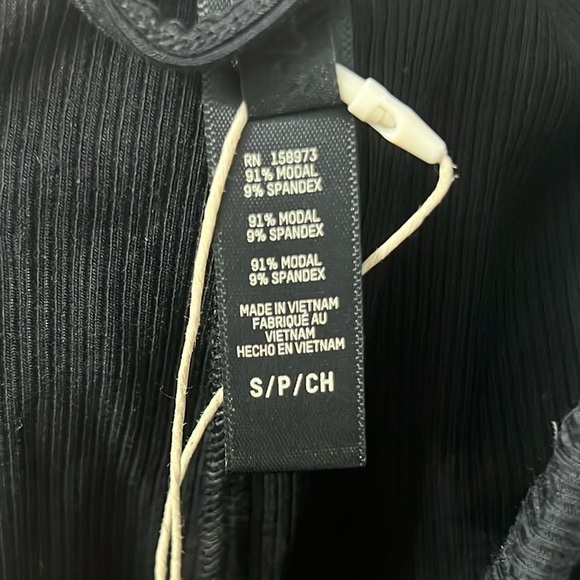 RN 158973
91% MODAL
9% SPANDEX
91% MODAL
9% SPANDEX
91% MODAL
9% SPANDEX
MADE IN VIETNAM
FABRIQUÉ AU
VIETNAM
HECHO EN VIETNAM
S/P/CH